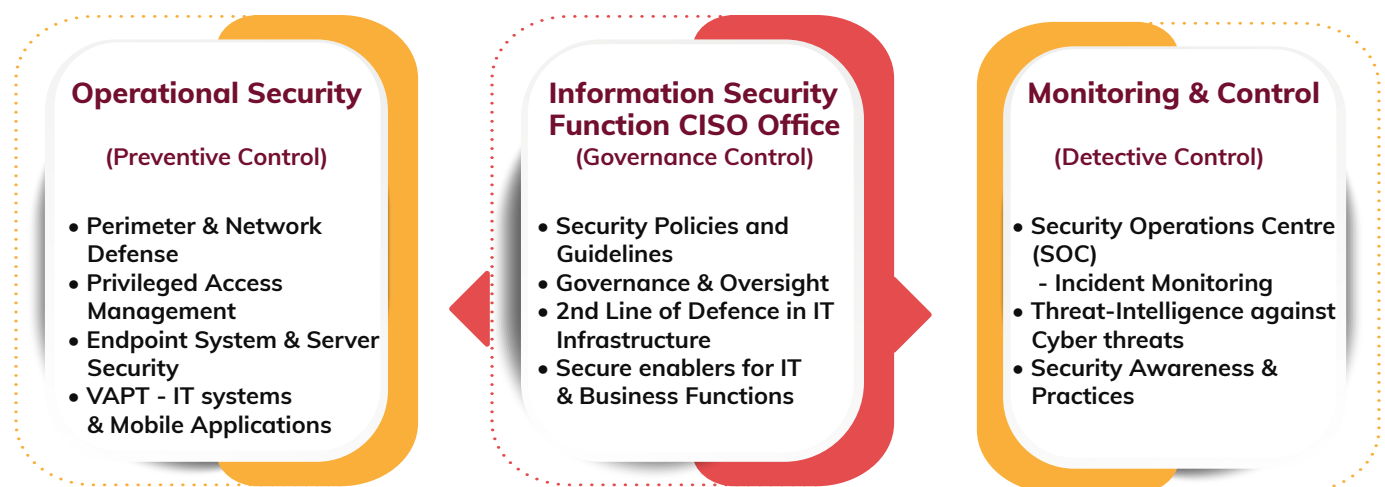 Operational Security
(Preventive Control)
• Perimeter & Network
Defense
• Privileged Access
Management
• Endpoint System & Server
Security
• VAPT - IT systems
& Mobile Applications
Information Security
Function CISO Office
(Governance Control)
• Security Policies and
Guidelines
• Governance & Oversight
• 2nd Line of Defence in IT
Infrastructure
• Secure enablers for IT
& Business Functions
Monitoring & Control
(Detective Control)
• Security Operations Centre
(SOC)
- Incident Monitoring
• Threat-Intelligence against
Cyber threats
• Security Awareness &
Practices